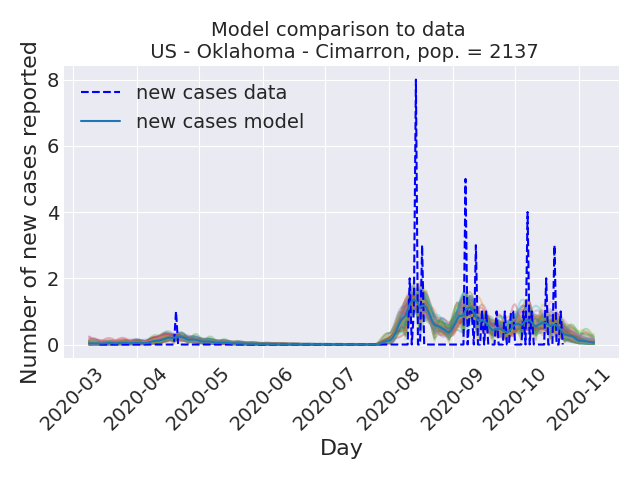 Model comparison to data
US - Oklahoma - Cimarron, pop. = 2137
Number of new cases reported
8
6
4
2
0
new cases data
new cases model
2020-03
2020-04
2020-05
2020-06
2020-07
2020-08
2020-09
2020-10
2020-11
Day